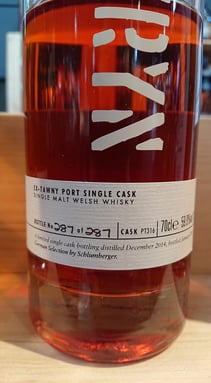 RYN
EX-TAWNY PORT SINGLE CASK
SINGLE MALT WELSH WHISKY
BOTTLE No 287 of 287 CASK PT316 70cl e
A limited single cask bottling distilled December 2014, bottled
German Selection by Schlumberger.